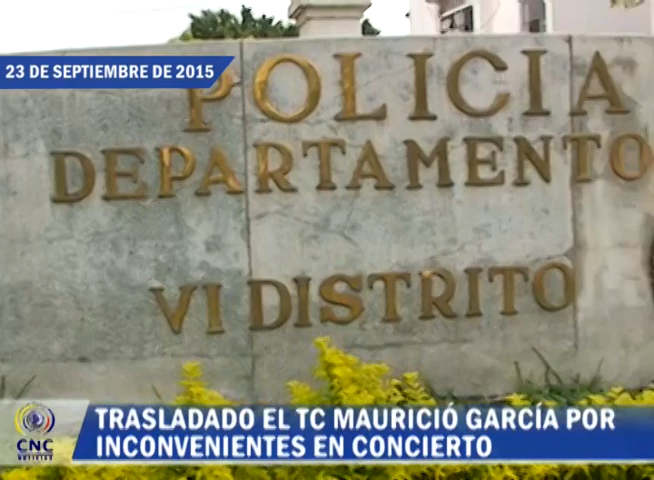 23 DE SEPTIEMBRE DE 2015
POLICIA
DEPARTAMENTO
VI DISTRITO
TRASLADADO EL TC MAURICIÓ GARCÍA POR
INCONVENIENTES EN CONCIERTO
CNC
NOTICIAS